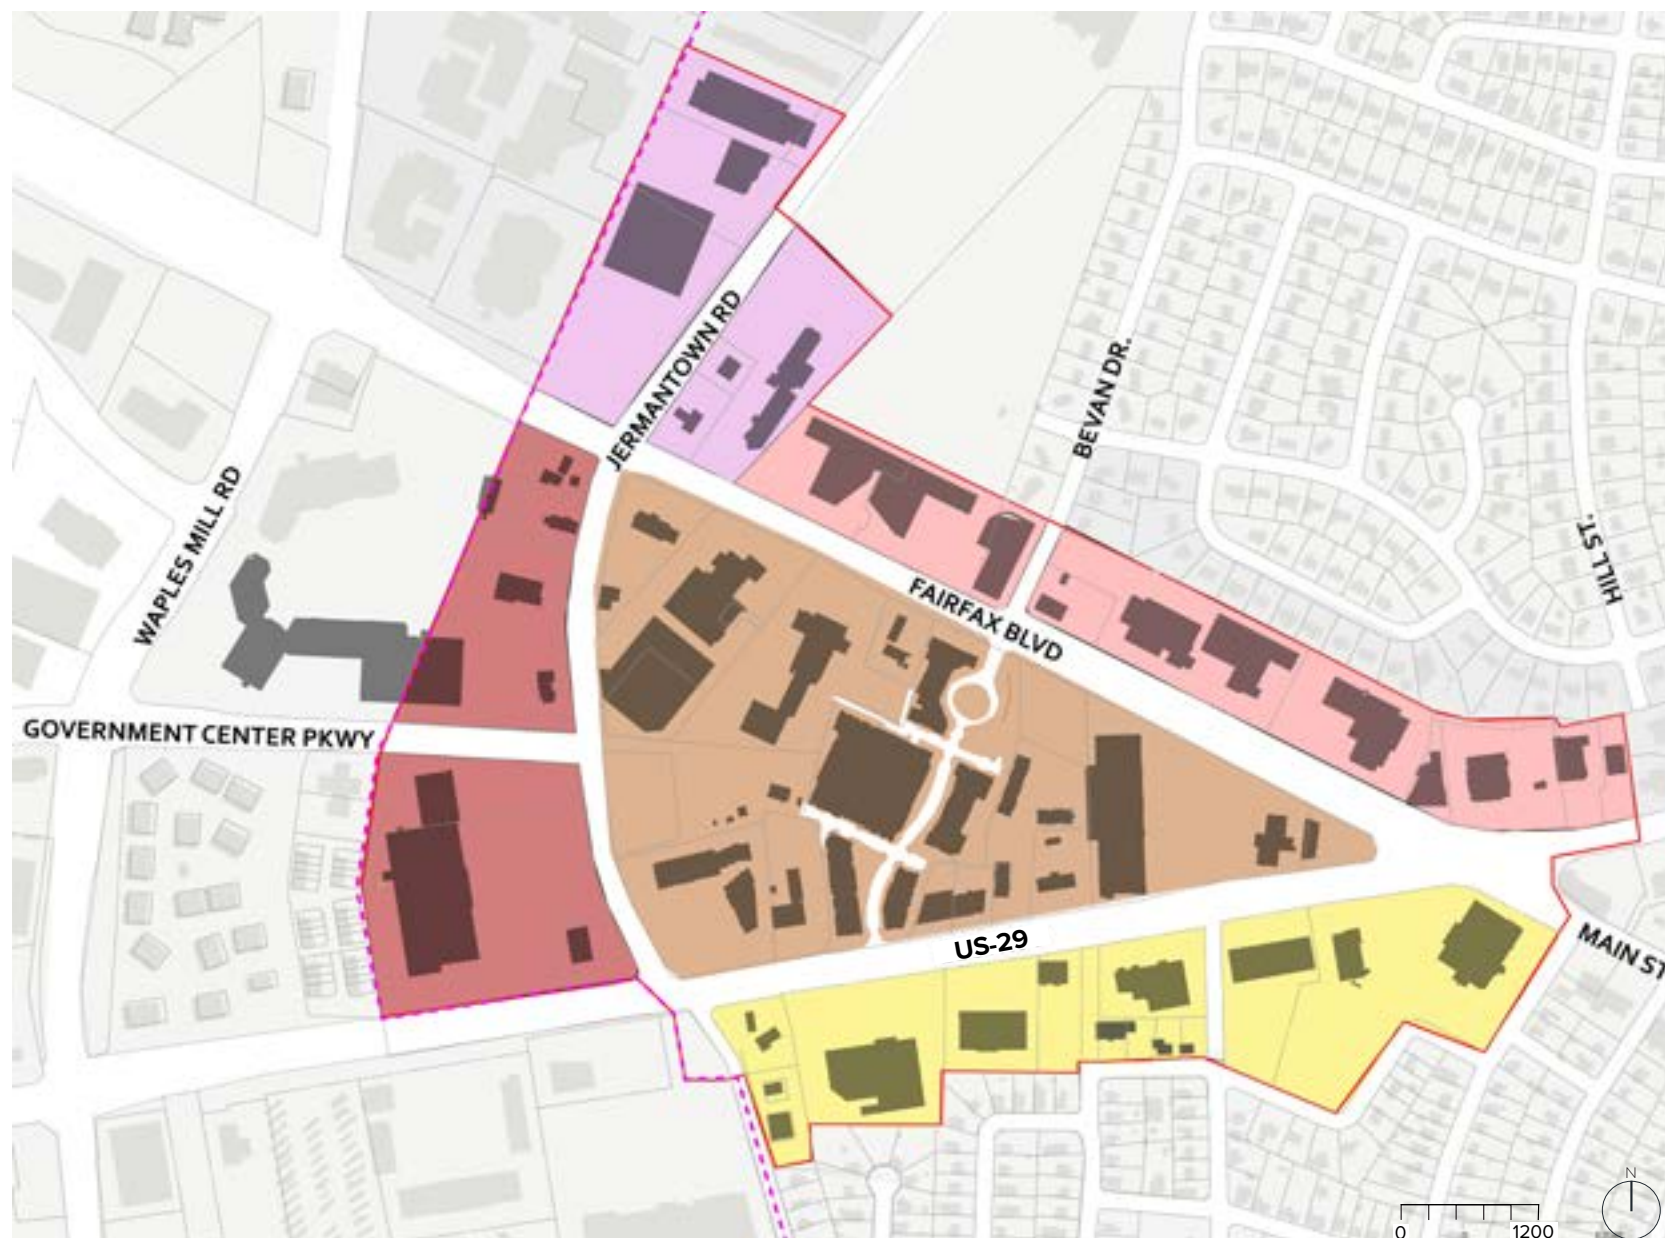 JERMANTOWN RD
BEVAN DR.
WAPLES MILL RD
HILL ST.
FAIRFAX BLVD
GOVERNMENT CENTER PKWY
US-29
MAIN ST
N
0 1200